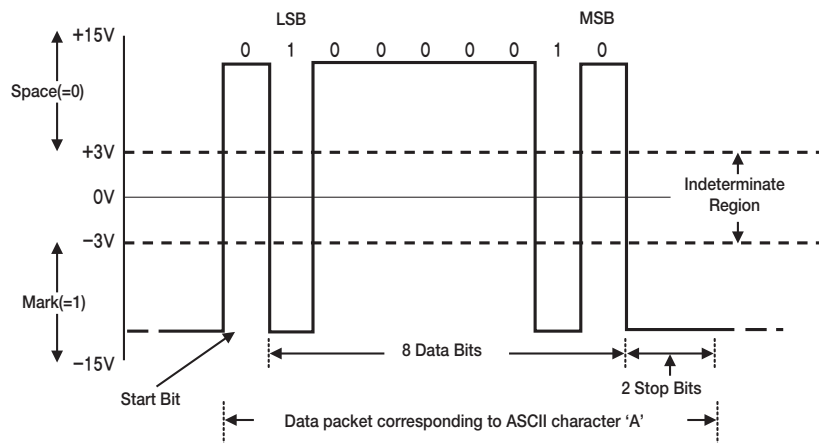 LSB MSB
+15V
0 1 0 0 0 0 0 1 0
Space(=0)
+3V
Indeterminate
Region
0V
−3V
Mark(=1)
8 Data Bits
−15V
2 Stop Bits
Start Bit
Data packet corresponding to ASCII character ‘A’